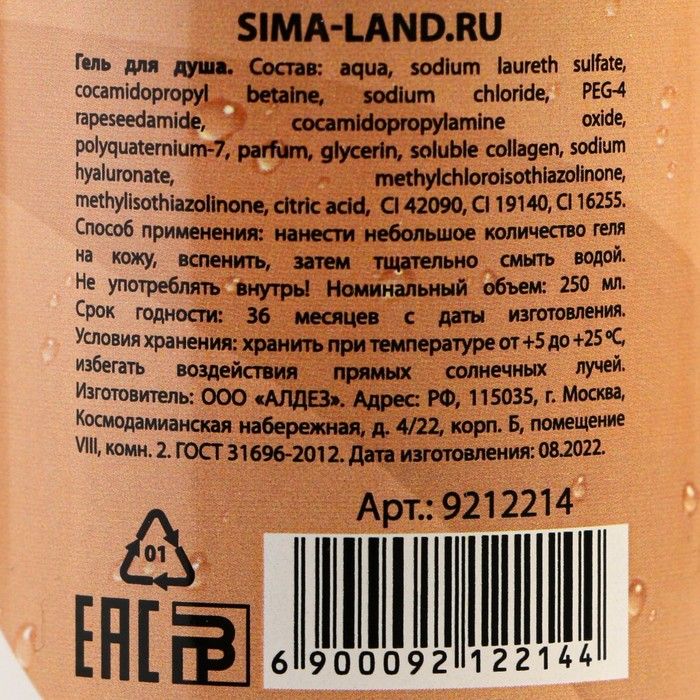 SIMA-LAND.RU
Гель для душа. Состав: aqua, sodium laureth sulfate,
cocamidopropyl betaine, sodium chloride, PEG-4
rapeseedamide, cocamidopropylamine oxide,
polyquaternium-7, parfum, glycerin, soluble collagen, sodium
hyaluronate, methylchloroisothiazolinone,
methylisothiazolinone, citric acid, CI 42090, CI 19140, CI 16255.
Способ применения: нанести небольшое количество геля
на кожу, вспенить, затем тщательно смыть водой.
Не употреблять внутрь! Номинальный объем: 250 мл.
Срок годности: 36 месяцев с даты изготовления.
Условия хранения: хранить при температуре от +5 до +25 ºС,
избегать воздействия прямых солнечных лучей.
Изготовитель: ООО «АЛДЕЗ». Адрес: РФ, 115035, г. Москва,
Космодамианская набережная, д. 4/22, корп. Б, помещение
VIII, комн. 2. ГОСТ 31696-2012. Дата изготовления: 08.2022.
Арт.: 9212214
01
EAC
6 900092 122144